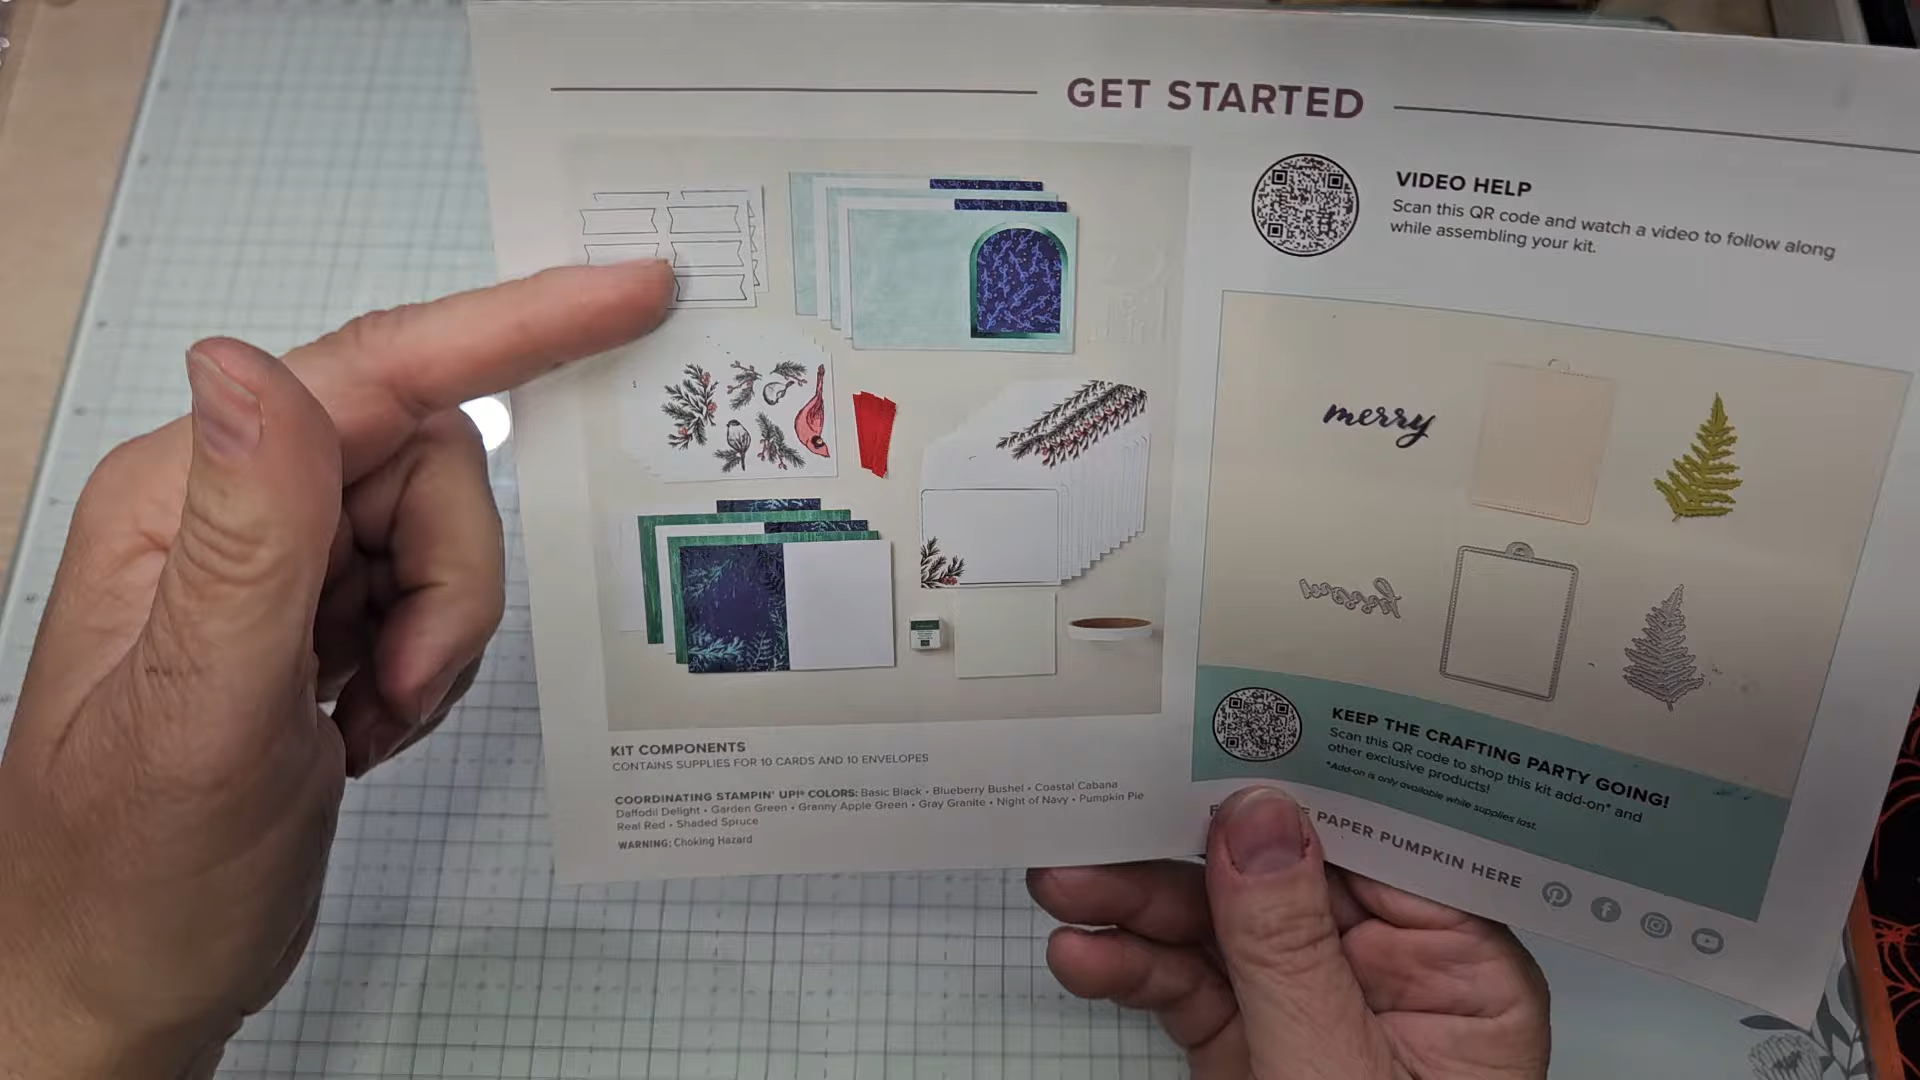 GET STARTED
VIDEO HELP
Scan this QR code and watch a video to follow along
while assembling your kit.
merry
KIT COMPONENTS
CONTAINS SUPPLIES FOR 10 CARDS AND 10 ENVELOPES
COORDINATING STAMPIN' UP!® COLORS: Basic Black • Blueberry Bushel • Coastal Cabana
Daffodil Delight • Garden Green • Granny Apple Green • Gray Granite • Night of Navy • Pumpkin Pie
Real Red • Shaded Spruce
WARNING: Choking Hazard
KEEP THE CRAFTING PARTY GOING!
Scan this QR code to shop this kit add-on* and
other exclusive products!
*Add-on is only available while supplies last.
PAPER PUMPKIN HERE